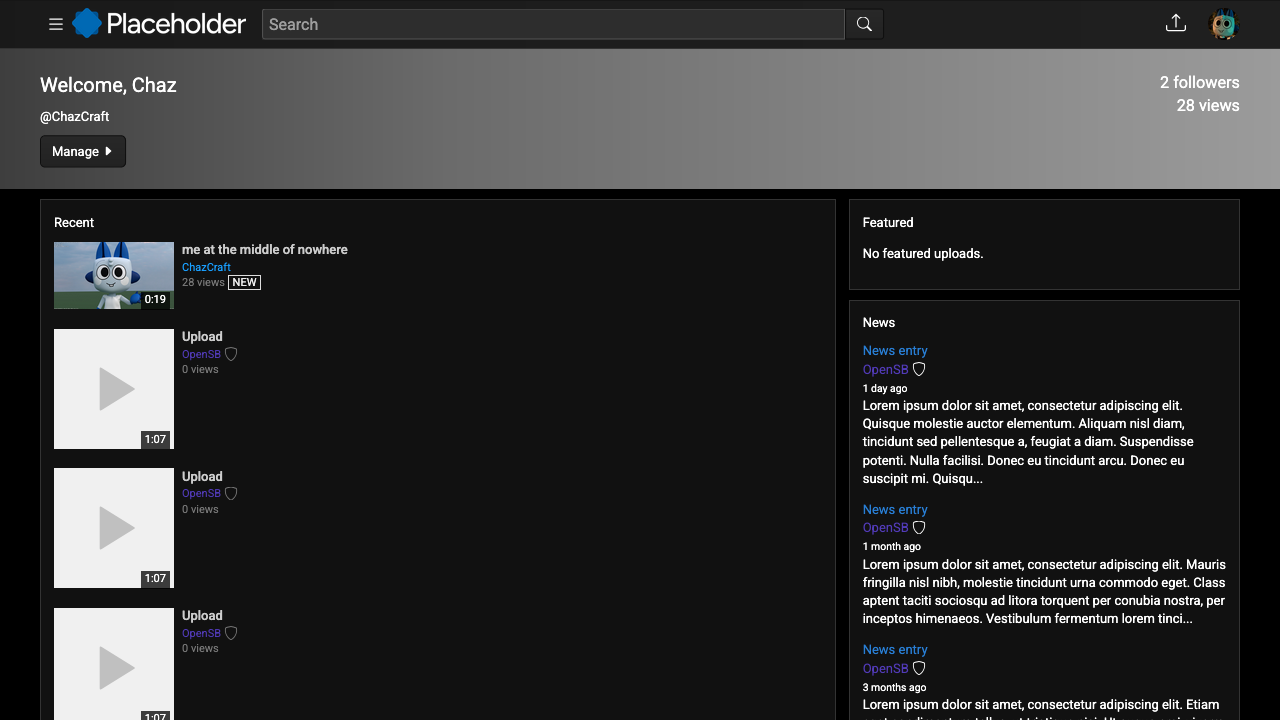 Placeholder
Search
Welcome, Chaz
@ChazCraft
Manage
2 followers
28 views
Recent
me at the middle of nowhere
ChazCraft
28 views NEW
0:19
Upload
OpenSB
0 views
1:07
Upload
OpenSB
0 views
1:07
Upload
OpenSB
0 views
1:07
Featured
No featured uploads.
News
News entry
OpenSB
1 day ago
Lorem ipsum dolor sit amet, consectetur adipiscing elit.
Quisque molestie auctor elementum. Aliquam nisl diam,
tincidunt sed pellentesque a, feugiat a diam. Suspendisse
potenti. Nulla facilisi. Donec eu tincidunt arcu. Donec eu
suscipit mi. Quisqu...
News entry
OpenSB
1 month ago
Lorem ipsum dolor sit amet, consectetur adipiscing elit. Mauris
fringilla nisl nibh, molestie tincidunt urna commodo eget. Class
aptent taciti sociosqu ad litora torquent per conubia nostra, per
inceptos himenaeos. Vestibulum fermentum lorem tinci...
News entry
OpenSB
3 months ago
Lorem ipsum dolor sit amet, consectetur adipiscing elit. Etiam